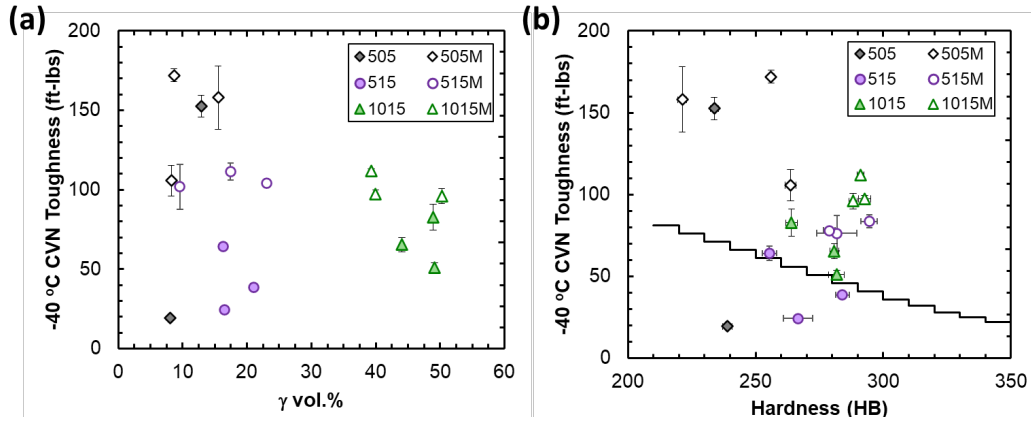 (a)
-40 °C CVN Toughness (ft-lbs)
200
150
100
50
0
0 10 20 30 40 50 60
γ vol.%
505 505M
515 515M
1015 1015M
(b)
-40 °C CVN Toughness (ft-lbs)
200
150
100
50
0
200 250 300 350
Hardness (HB)
505 505M
515 515M
1015 1015M